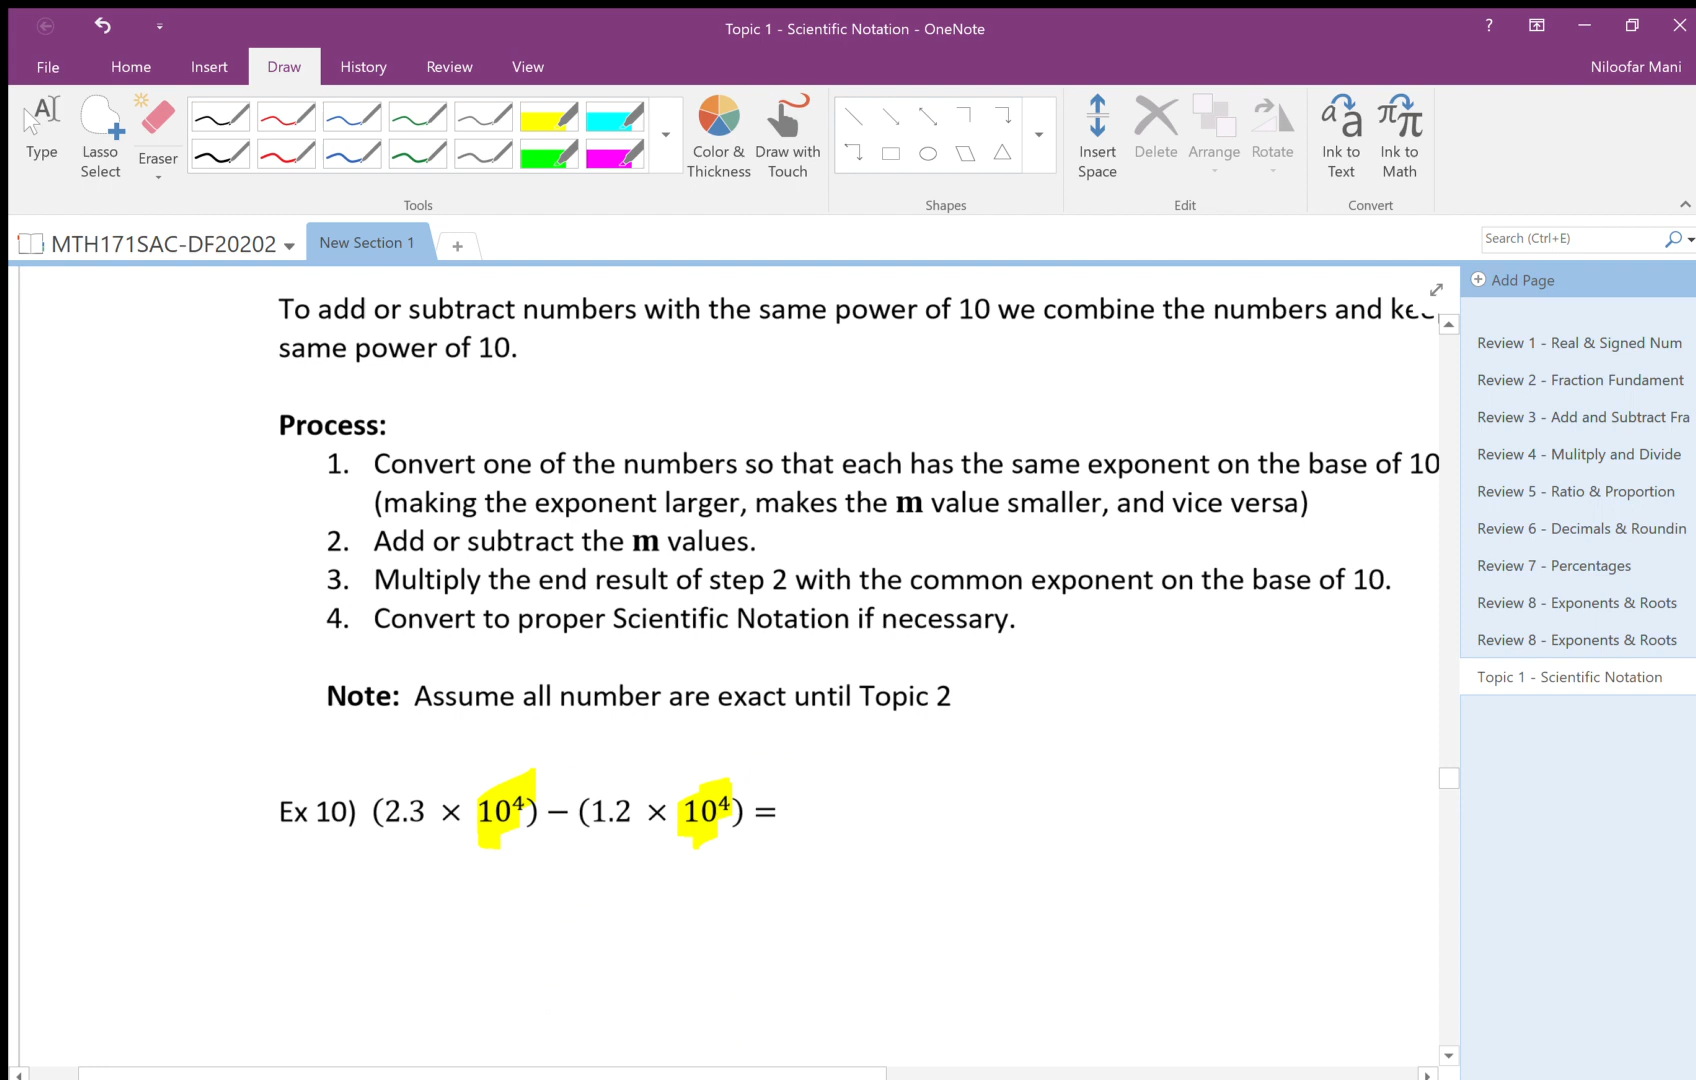 Topic 1 - Scientific Notation - OneNote
?
File Home Insert Draw History Review View
Niloofar Mani
Type
Lasso Select
Eraser
Color & Thickness
Draw with Touch
Insert Space
Delete
Arrange
Rotate
Ink to Text
Ink to Math
Tools
Shapes
Edit
Convert
MTH171SAC-DF20202
New Section 1
+
Search (Ctrl+E)
Add Page
Review 1 - Real & Signed Num
Review 2 - Fraction Fundament
Review 3 - Add and Subtract Fra
Review 4 - Mulitply and Divide
Review 5 - Ratio & Proportion
Review 6 - Decimals & Roundin
Review 7 - Percentages
Review 8 - Exponents & Roots
Review 8 - Exponents & Roots
Topic 1 - Scientific Notation
To add or subtract numbers with the same power of 10 we combine the numbers and
same power of 10.
Process:
1. Convert one of the numbers so that each has the same exponent on the base of 10
(making the exponent larger, makes the m value smaller, and vice versa)
2. Add or subtract the m values.
3. Multiply the end result of step 2 with the common exponent on the base of 10.
4. Convert to proper Scientific Notation if necessary.
Note: Assume all number are exact until Topic 2
Ex 10) (2.3 × 10⁴) − (1.2 × 10⁴) =